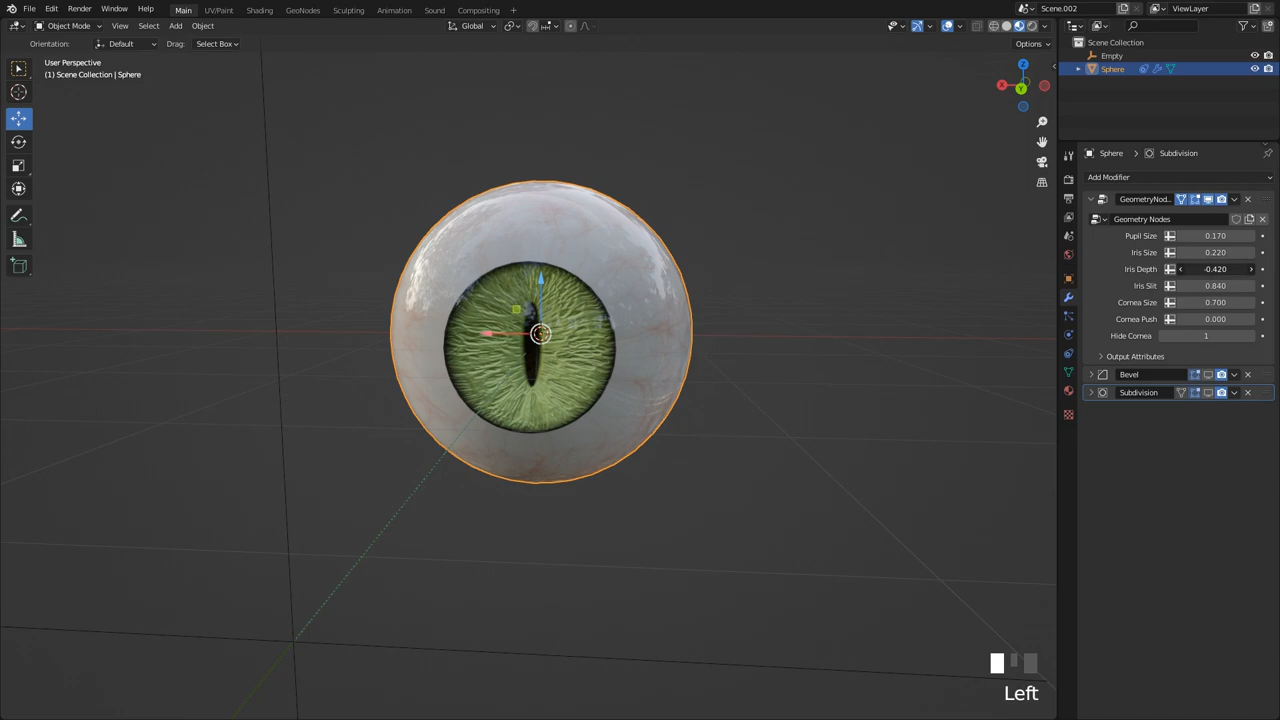 File Edit Render Window Help Main UV/Paint Shading GeoNodes Sculpting Animation Sound Compositing + Scene.002 ViewLayer
Object Mode View Select Add Object Global
Orientation: Default Drag: Select Box Options
User Perspective
(1) Scene Collection | Sphere
Z
X
Y
Scene Collection
Empty
Sphere
Sphere Subdivision
Add Modifier
GeometryNod..
Geometry Nodes
Pupil Size 0.170
Iris Size 0.220
Iris Depth -0.420
Iris Slit 0.840
Cornea Size 0.700
Cornea Push 0.000
Hide Cornea 1
Output Attributes
Bevel
Subdivision
Left